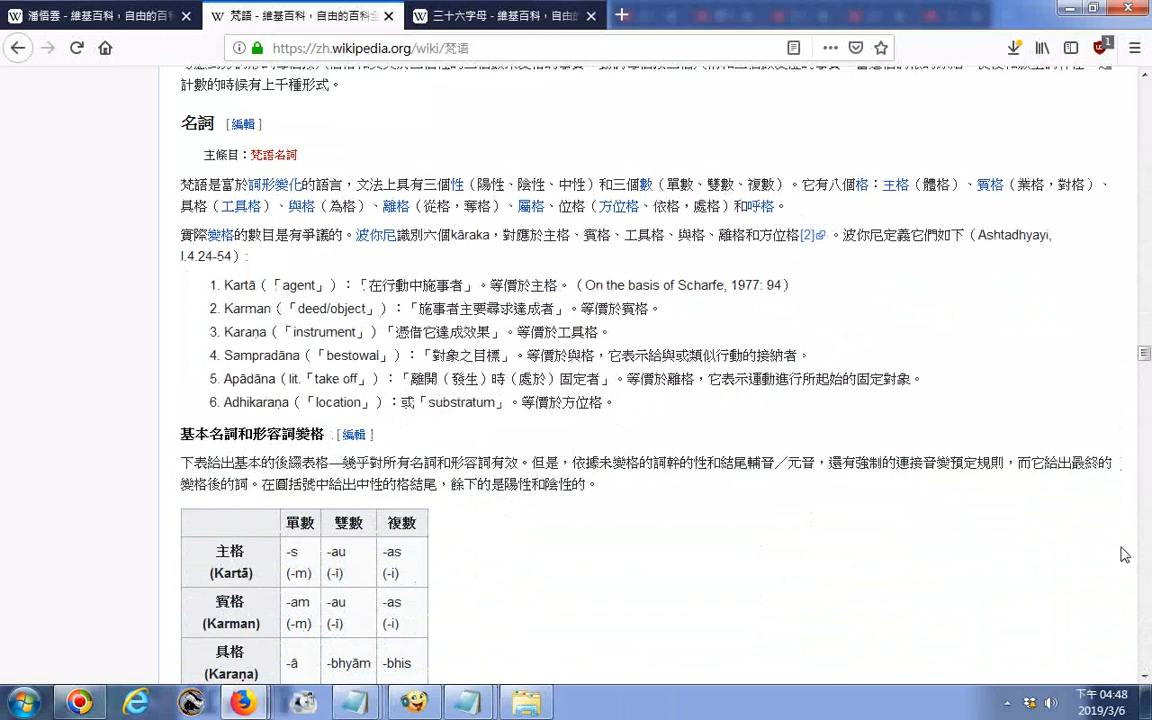 潘悟雲 - 維基百科，自由的百科
梵語 - 維基百科，自由的百科全
三十六字母 - 維基百科，自由的
https://zh.wikipedia.org/wiki/梵語
1
計數的時候有上千種形式。
名詞 [編輯]
主條目：梵語名詞
梵語是富於詞形變化的語言，文法上具有三個性（陽性、陰性、中性）和三個數（單數、雙數、複數）。它有八個格：主格（體格）、賓格（業格，對格）、
具格（工具格）、與格（為格）、離格（從格，奪格）、屬格、位格（方位格、依格，處格）和呼格。
實際變格的數目是有爭議的。波你尼識別六個kāraka，對應於主格、賓格、工具格、與格、離格和方位格[2]。波你尼定義它們如下（Ashtadhyayi,
I.4.24-54）：
1. Kartā（「agent」）：「在行動中施事者」。等價於主格。（On the basis of Scharfe, 1977: 94）
2. Karman（「deed/object」）：「施事者主要尋求達成者」。等價於賓格。
3. Karaṇa（「instrument」）「憑借它達成效果」。等價於工具格。
4. Sampradāna（「bestowal」）：「對象之目標」。等價於與格，它表示給與或類似行動的接納者。
5. Apādāna（lit.「take off」）：「離開（發生）時（處於）固定者」。等價於離格，它表示運動進行所起始的固定對象。
6. Adhikaraṇa（「location」）：或「substratum」。等價於方位格。
基本名詞和形容詞變格 [編輯]
下表給出基本的後綴表格—幾乎對所有名詞和形容詞有效。但是，依據未變格的詞幹的性和結尾輔音／元音，還有強制的連接音變預定規則，而它給出最終的
變格後的詞。在圓括號中給出中性的格結尾，餘下的是陽性和陰性的。
單數 雙數 複數
主格 -s -au -as
(Kartā) (-m) (-ī) (-i)
賓格 -am -au -as
(Karman) (-m) (-ī) (-i)
具格
-ā -bhyām -bhis
(Karaṇa)
下午 04:48
2019/3/6